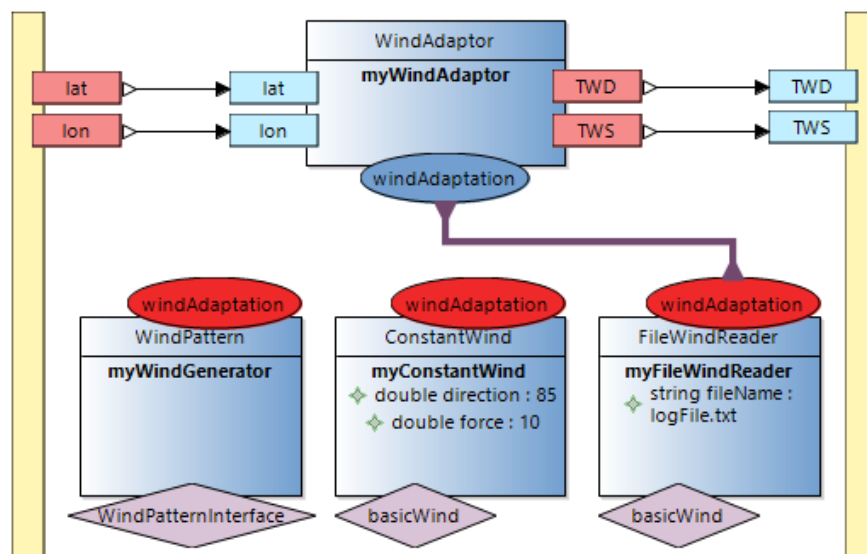 WindAdaptor
myWindAdaptor
lat
lat
TWD
TWD
lon
lon
TWS
TWS
windAdaptation
windAdaptation
windAdaptation
windAdaptation
WindPattern
ConstantWind
FileWindReader
myWindGenerator
myConstantWind
myFileWindReader
double direction : 85
string fileName :
double force : 10
logFile.txt
WindPatternInterface
basicWind
basicWind